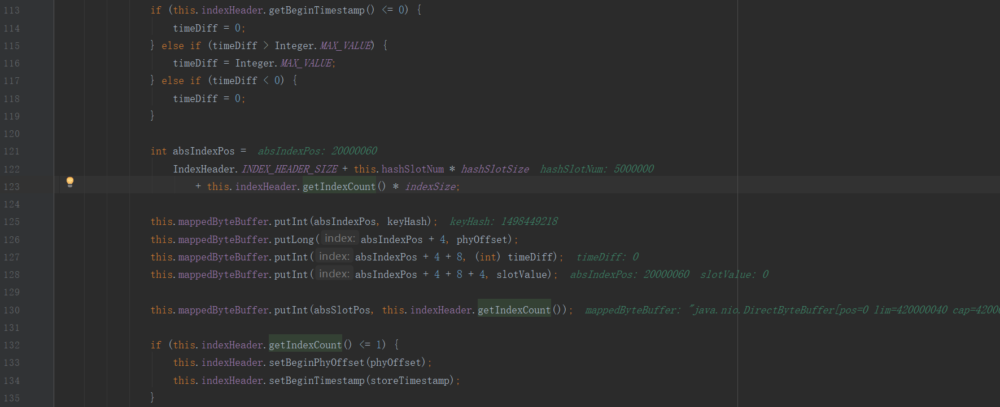 113 if (this.indexHeader.getBeginTimestamp() <= 0) {
114 timeDiff = 0;
115 } else if (timeDiff > Integer.MAX_VALUE) {
116 timeDiff = Integer.MAX_VALUE;
117 } else if (timeDiff < 0) {
118 timeDiff = 0;
119 }
120
121 int absIndexPos = absIndexPos: 20000060
122 IndexHeader.INDEX_HEADER_SIZE + this.hashSlotNum * hashSlotSize hashSlotNum: 5000000
123 + this.indexHeader.getIndexCount() * indexSize;
124
125 this.mappedByteBuffer.putInt(absIndexPos, keyHash); keyHash: 1498449218
126 this.mappedByteBuffer.putLong( index: absIndexPos + 4, phyOffset);
127 this.mappedByteBuffer.putInt( index: absIndexPos + 4 + 8, (int) timeDiff); timeDiff: 0
128 this.mappedByteBuffer.putInt( index: absIndexPos + 4 + 8 + 4, slotValue); absIndexPos: 20000060 slotValue: 0
129
130 this.mappedByteBuffer.putInt(absSlotPos, this.indexHeader.getIndexCount()); mappedByteBuffer: "java.nio.DirectByteBuffer[pos=0 lim=420000040 cap=4200
131
132 if (this.indexHeader.getIndexCount() <= 1) {
133 this.indexHeader.setBeginPhyOffset(phyOffset);
134 this.indexHeader.setBeginTimestamp(storeTimestamp);
135 }